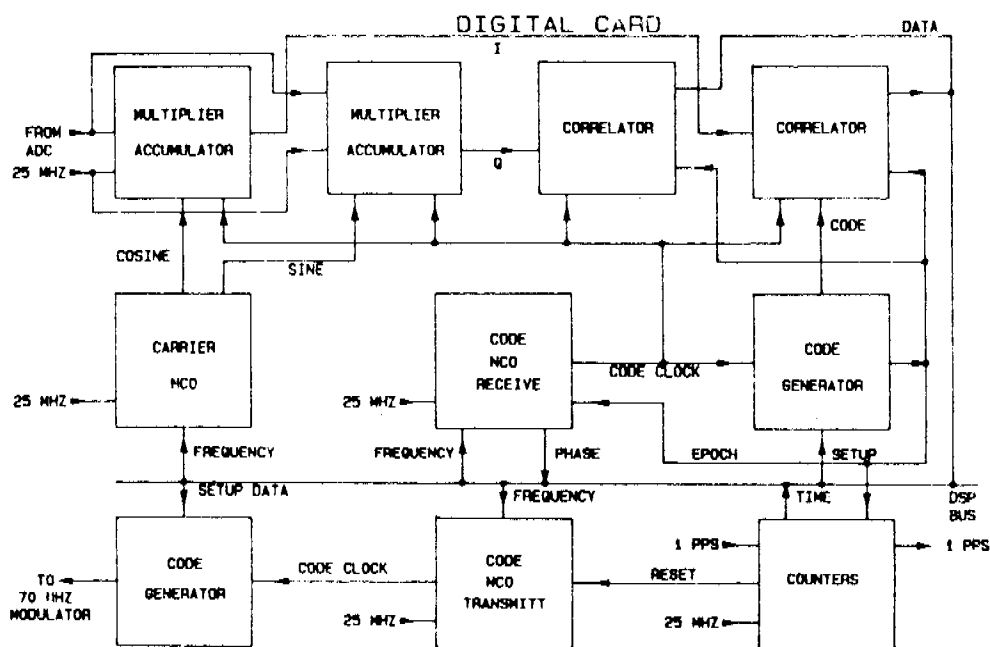 DIGITAL CARD
DATA
I
MULTIPLIER
ACCUMULATOR
MULTIPLIER
ACCUMULATOR
CORRELATOR
CORRELATOR
FROM
ADC
25 MHZ
Q
CODE
COSINE
SINE
CARRIER
NCO
CODE
NCO
RECEIVE
CODE CLOCK
CODE
GENERATOR
25 MHZ
25 MHZ
FREQUENCY
FREQUENCY
PHASE
EPOCH
SETUP
SETUP DATA
FREQUENCY
TIME
DSP
BUS
CODE
GENERATOR
CODE CLOCK
CODE
NCO
TRANSMITT
RESET
1 PPS
COUNTERS
1 PPS
TO
70 MHZ
MODULATOR
25 MHZ
25 MHZ